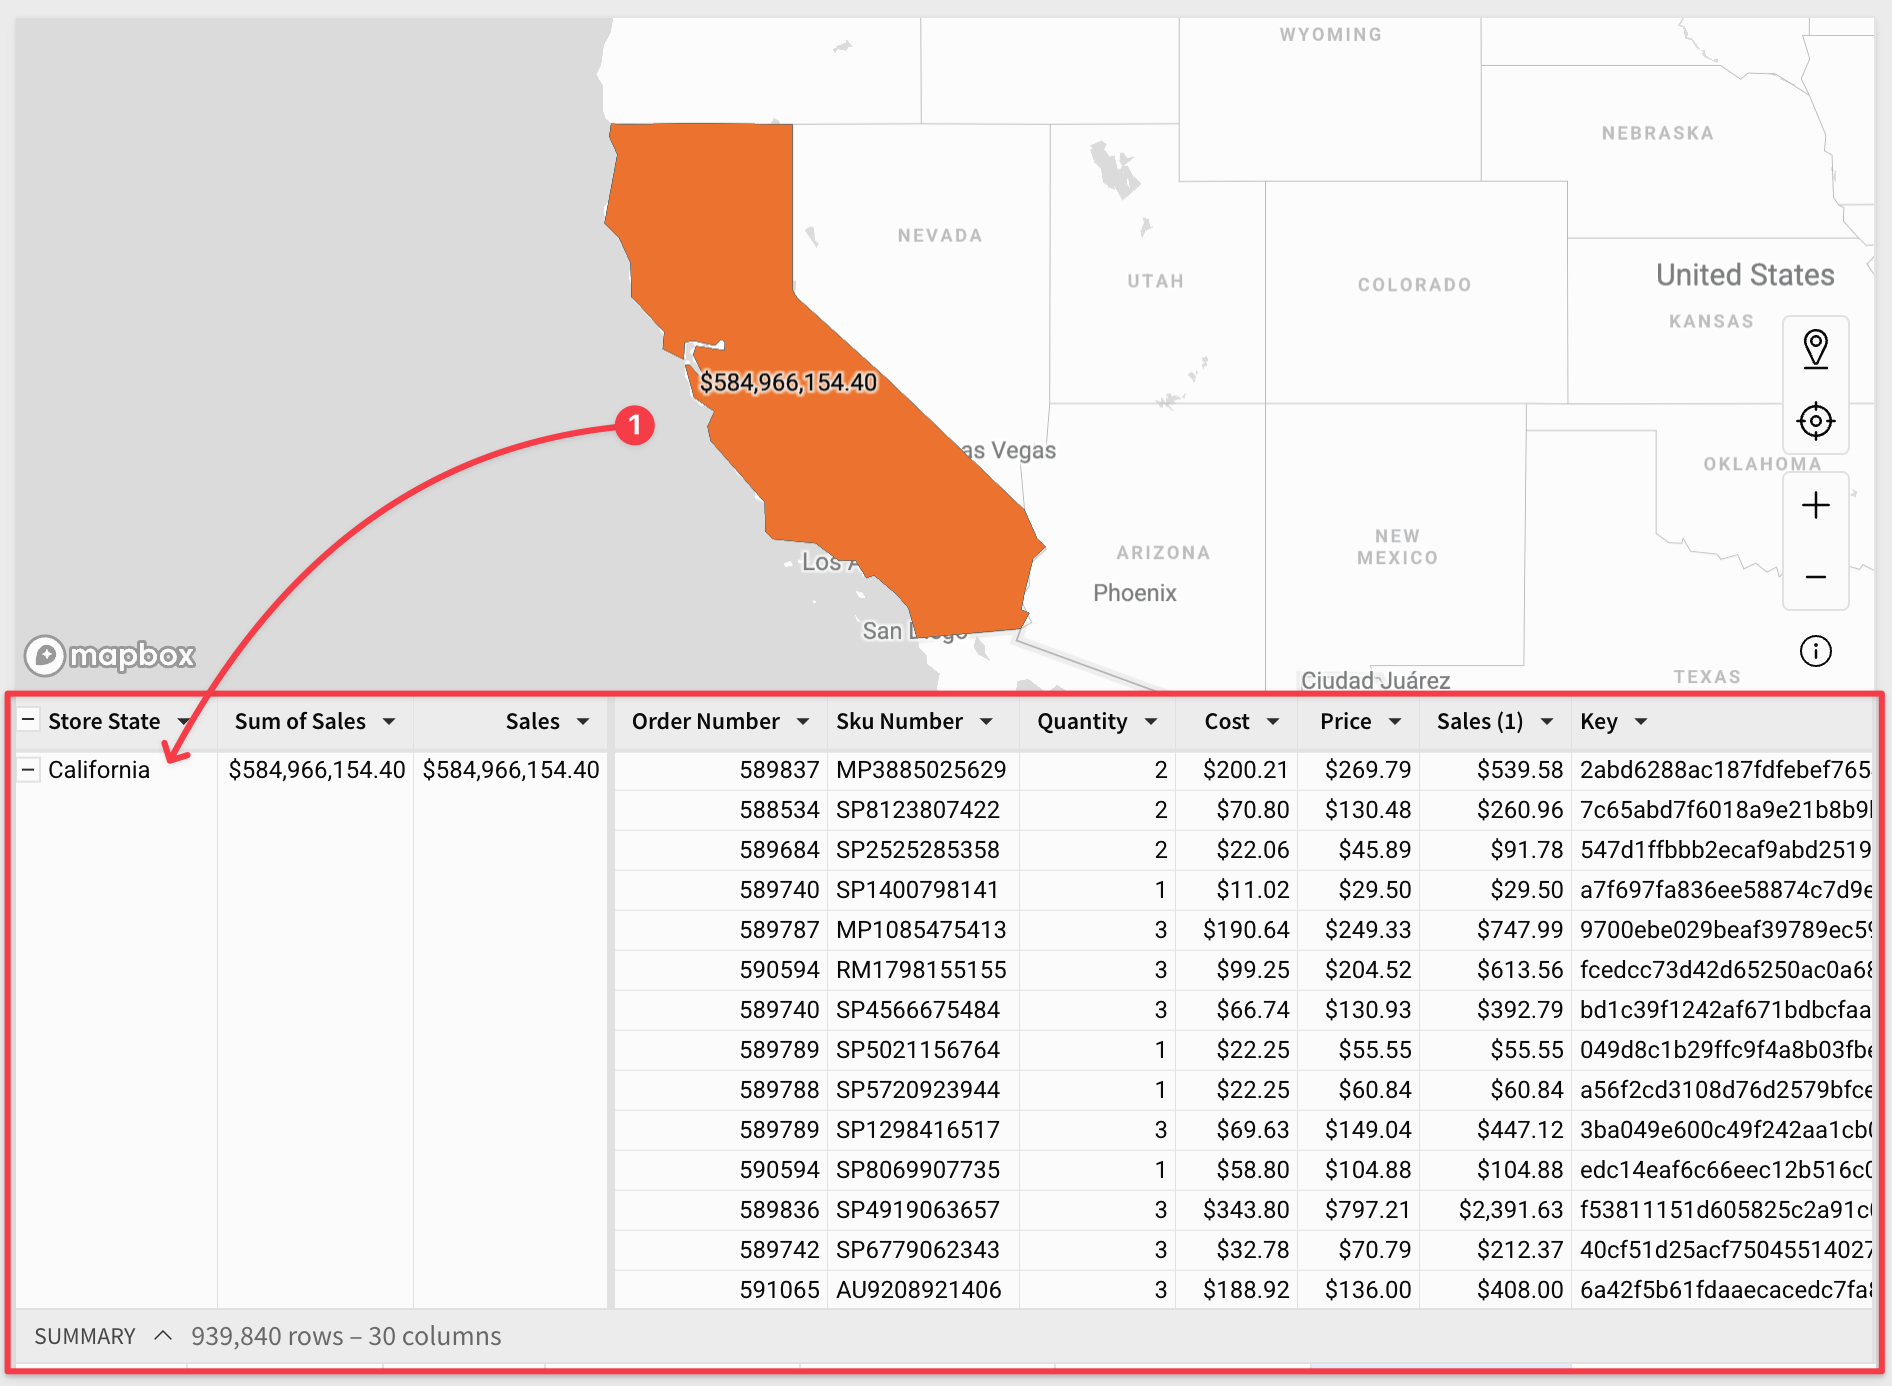 WYOMING
NEBRASKA
NEVADA
UTAH
COLORADO
United States
KANSAS
$584,966,154.40
1
as Vegas
OKLAHOMA
NEW
MEXICO
ARIZONA
Los A
Phoenix
San Diego
mapbox
Ciudad Juárez
TEXAS
Store State Sum of Sales Sales Order Number Sku Number Quantity Cost Price Sales (1) Key
California $584,966,154.40 $584,966,154.40 589837 MP3885025629 2 $200.21 $269.79 $539.58 2abd6288ac187fdfebef765
588534 SP8123807422 2 $70.80 $130.48 $260.96 7c65abd7f6018a9e21b8b9
589684 SP2525285358 2 $22.06 $45.89 $91.78 547d1ffbbb2ecaf9abd2519
589740 SP1400798141 1 $11.02 $29.50 $29.50 a7f697fa836ee58874c7d9e
589787 MP1085475413 3 $190.64 $249.33 $747.99 9700ebe029beaf39789ec59
590594 RM1798155155 3 $99.25 $204.52 $613.56 fcedcc73d42d65250ac0a68
589740 SP4566675484 3 $66.74 $130.93 $392.79 bd1c39f1242af671bdbcfaa
589789 SP5021156764 1 $22.25 $55.55 $55.55 049d8c1b29ffc9f4a8b03fbe
589788 SP5720923944 1 $22.25 $60.84 $60.84 a56f2cd3108d76d2579bfce
589789 SP1298416517 3 $69.63 $149.04 $447.12 3ba049e600c49f242aa1cb0
590594 SP8069907735 1 $58.80 $104.88 $104.88 edc14eaf6c66eec12b516c0
589836 SP4919063657 3 $343.80 $797.21 $2,391.63 f53811151d605825c2a91c
589742 SP6779062343 3 $32.78 $70.79 $212.37 40cf51d25acf75045514027
591065 AU9208921406 3 $188.92 $136.00 $408.00 6a42f5b61fdaaecacedc7fa
SUMMARY 939,840 rows – 30 columns